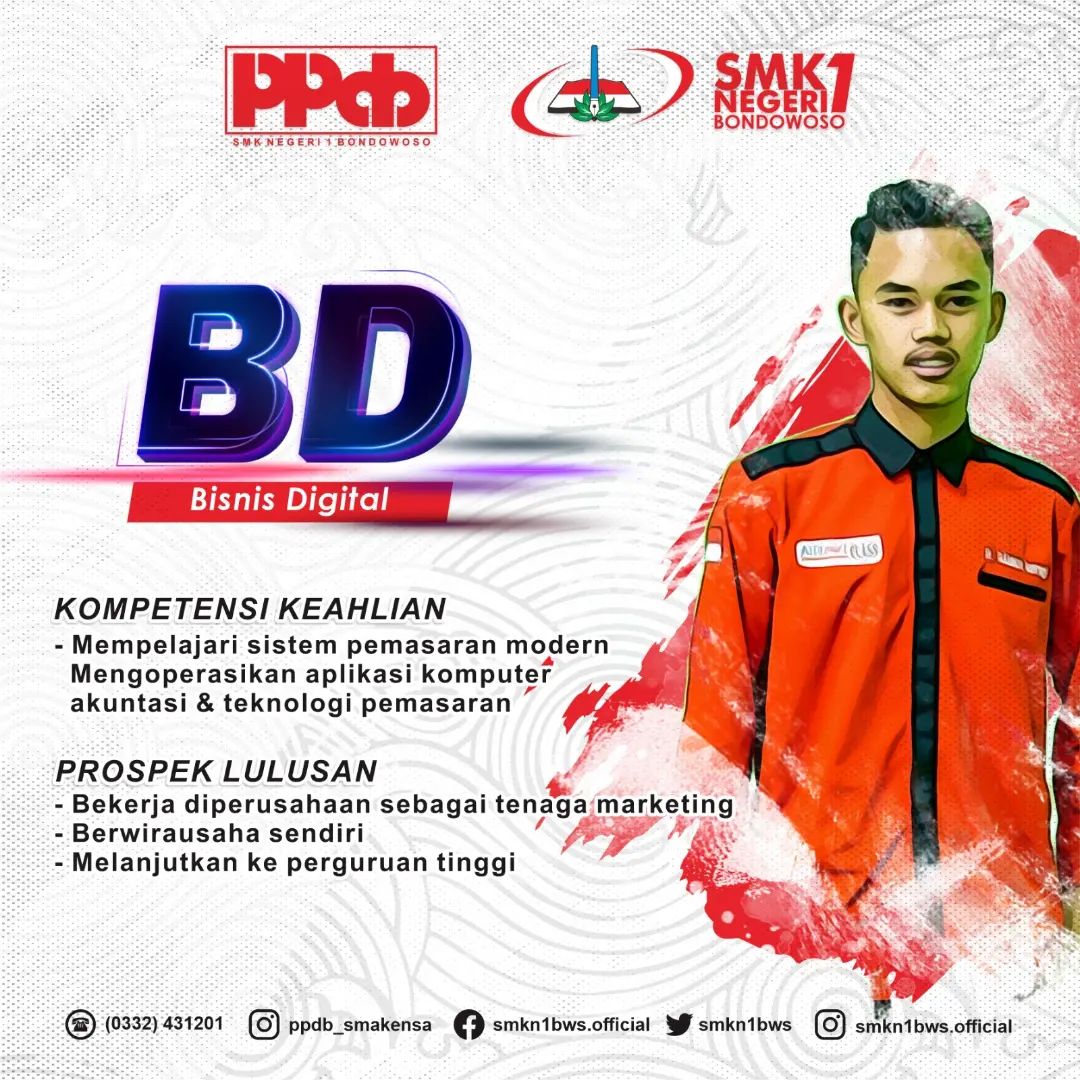 PPdb
SMK NEGERI 1 BONDOWOSO
SMK
NEGERI 1
BONDOWOSO
BD
Bisnis Digital
KOMPETENSI KEAHLIAN
- Mempelajari sistem pemasaran modern
Mengoperasikan aplikasi komputer
akuntasi & teknologi pemasaran
PROSPEK LULUSAN
- Bekerja diperusahaan sebagai tenaga marketing
- Berwirausaha sendiri
- Melanjutkan ke perguruan tinggi
(0332) 431201 ppdb_smakensa smkn1bws.official smkn1bws smkn1bws.official